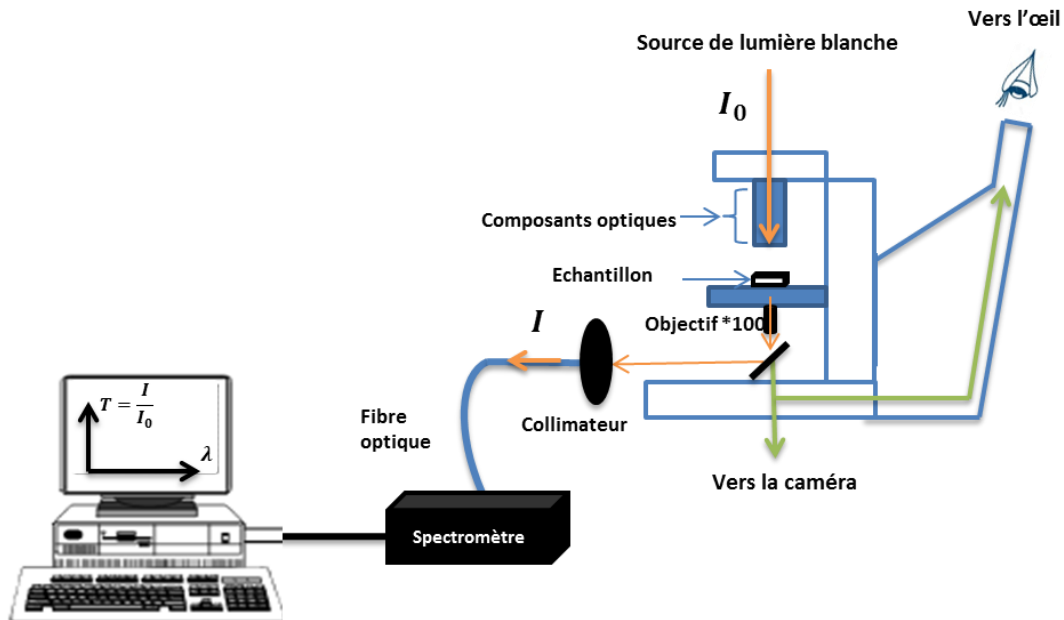 Vers l'œil
Source de lumière blanche
I₀
Composants optiques
Echantillon
Objectif *100
I
T = I/I₀
λ
Fibre
optique
Collimateur
Vers la caméra
Spectromètre